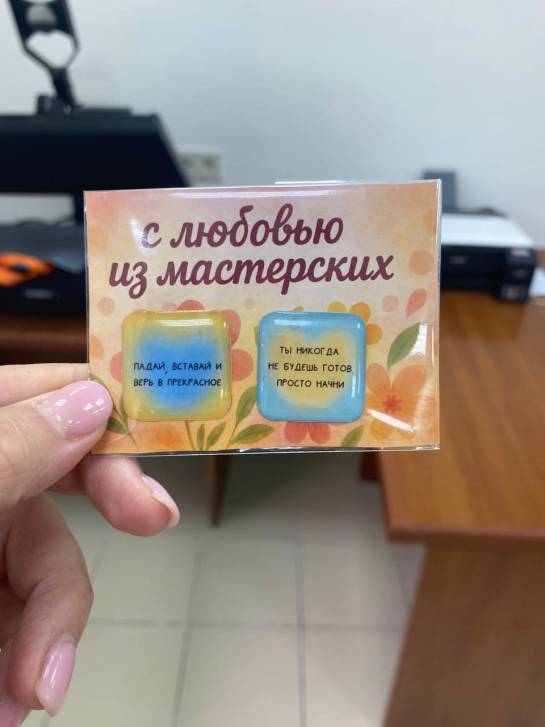 с любовью
из мастерских
ПАДАЙ, ВСТАВАЙ И
ВЕРЬ В ПРЕКРАСНОЕ
ТЫ НИКОГДА
НЕ БУДЕШЬ ГОТОВ,
ПРОСТО НАЧНИ